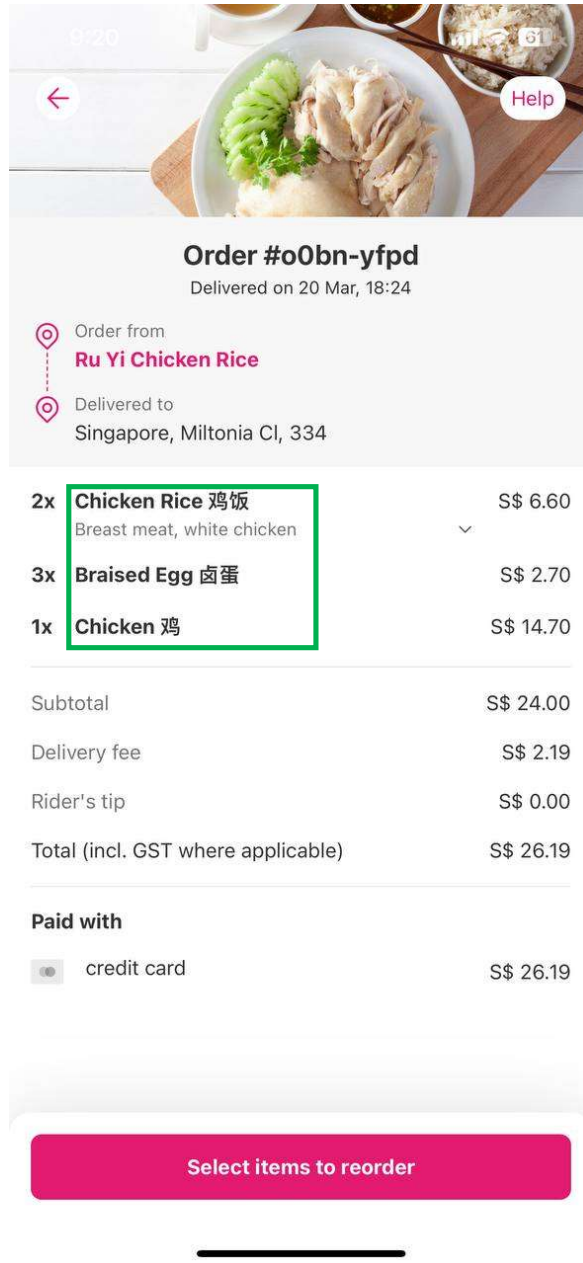 9:20
61
Help
Order #o0bn-yfpd
Delivered on 20 Mar, 18:24
Order from
Ru Yi Chicken Rice
Delivered to
Singapore, Miltonia Cl, 334
2x Chicken Rice 鸡饭 S$ 6.60
Breast meat, white chicken
3x Braised Egg 卤蛋 S$ 2.70
1x Chicken 鸡 S$ 14.70
Subtotal S$ 24.00
Delivery fee S$ 2.19
Rider's tip S$ 0.00
Total (incl. GST where applicable) S$ 26.19
Paid with
credit card S$ 26.19
Select items to reorder